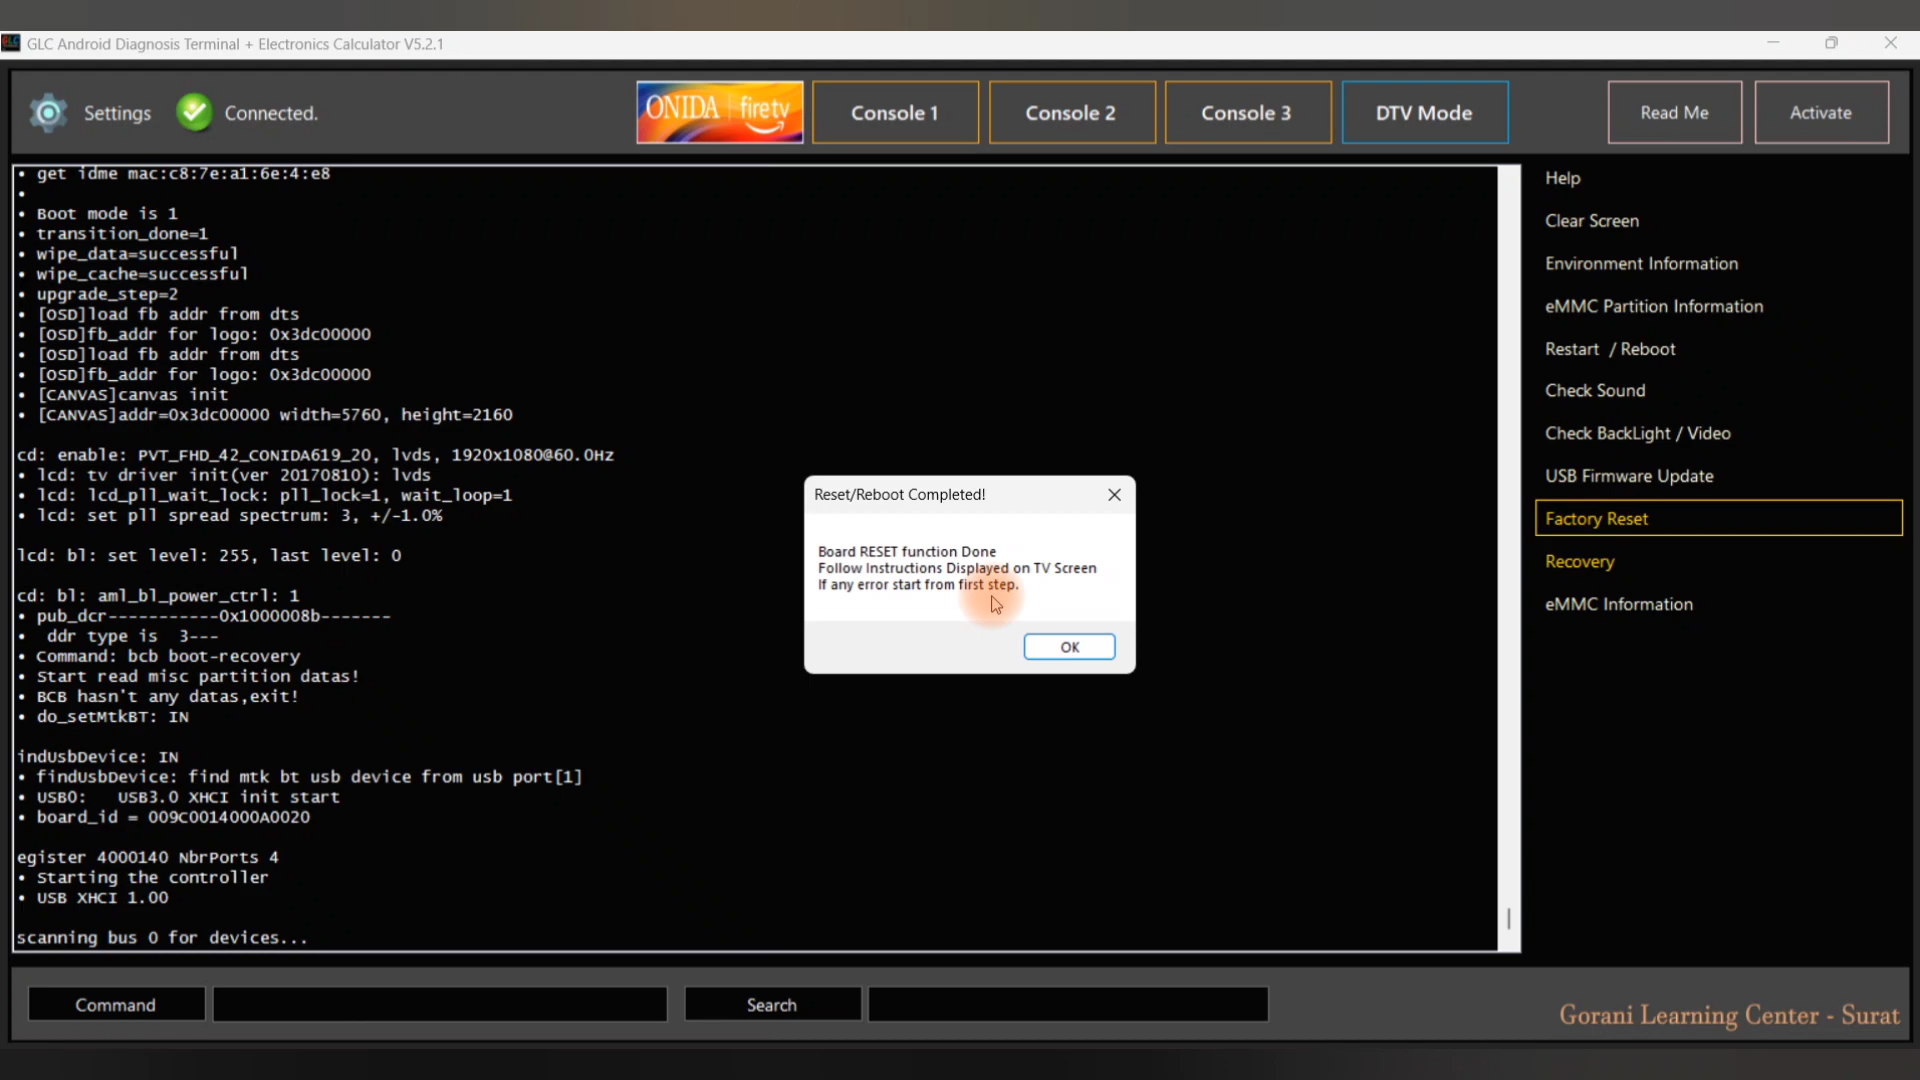 GLC Android Diagnosis Terminal + Electronics Calculator V5.2.1
Settings
Connected.
ONIDA firetv
Console 1
Console 2
Console 3
DTV Mode
Read Me
Activate
• get idme mac:c8:7e:a1:6e:4:e8
•
• Boot mode is 1
• transition_done=1
• wipe_data=successful
• wipe_cache=successful
• upgrade_step=2
• [OSD]load fb addr from dts
• [OSD]fb_addr for logo: 0x3dc00000
• [OSD]load fb addr from dts
• [OSD]fb_addr for logo: 0x3dc00000
• [CANVAS]canvas init
• [CANVAS]addr=0x3dc00000 width=5760, height=2160
cd: enable: PVT_FHD_42_CONIDA619_20, lvds, 1920x1080@60.0Hz
• lcd: tv driver init(ver 20170810): lvds
• lcd: lcd_pll_wait_lock: pll_lock=1, wait_loop=1
• lcd: set pll spread spectrum: 3, +/-1.0%
lcd: bl: set level: 255, last level: 0
cd: bl: aml_bl_power_ctrl: 1
• pub_dcr-----------0x1000008b-------
• ddr type is 3---
• Command: bcb boot-recovery
• Start read misc partition datas!
• BCB hasn't any datas,exit!
• do_setMtkBT: IN
indUsbDevice: IN
• findUsbDevice: find mtk bt usb device from usb port[1]
• USB0: USB3.0 XHCI init start
• board_id = 009C0014000A0020
egister 4000140 NbrPorts 4
• Starting the controller
• USB XHCI 1.00
scanning bus 0 for devices...
Reset/Reboot Completed!
Board RESET function Done
Follow Instructions Displayed on TV Screen
If any error start from first step.
OK
Help
Clear Screen
Environment Information
eMMC Partition Information
Restart / Reboot
Check Sound
Check BackLight / Video
USB Firmware Update
Factory Reset
Recovery
eMMC Information
Command
Search
Gorani Learning Center - Surat